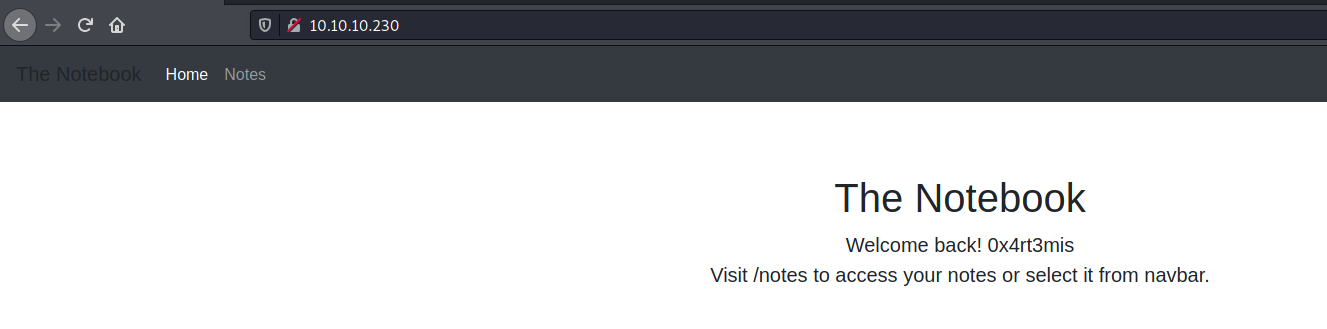 10.10.10.230
The Notebook Home Notes
The Notebook
Welcome back! 0x4rt3mis
Visit /notes to access your notes or select it from navbar.